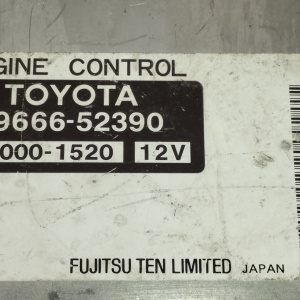 GINE CONTROL
TOYOTA
9666-52390
000-1520 12V
FUJITSU TEN LIMITED JAPAN